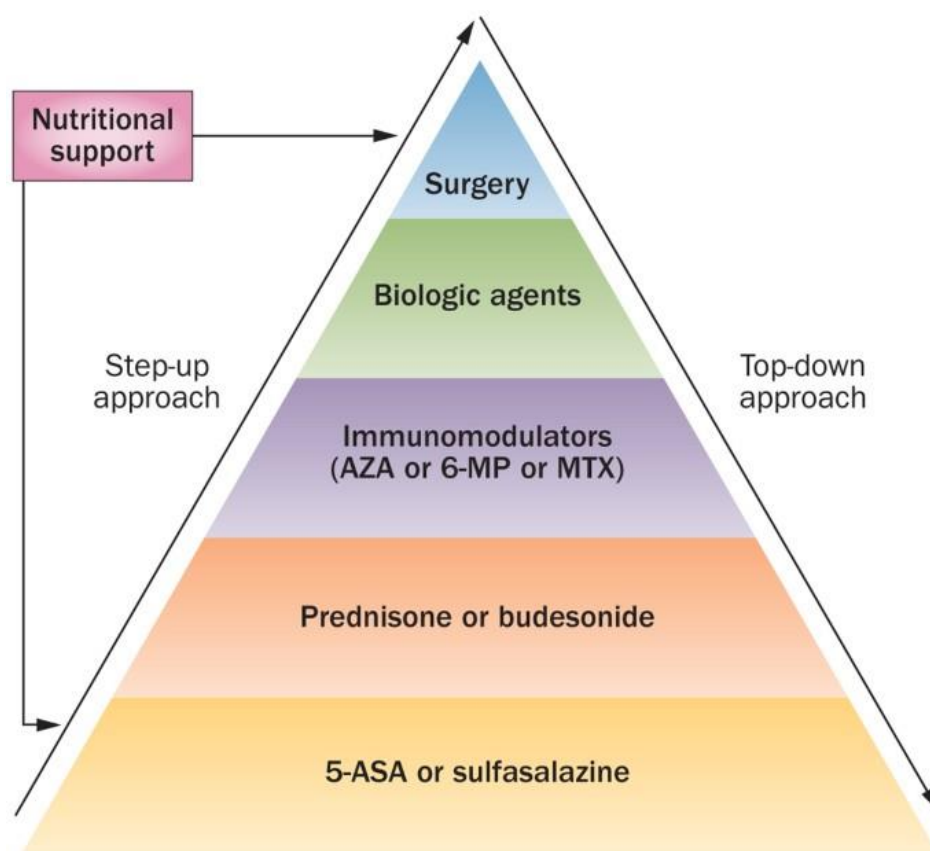 Nutritional
support
Surgery
Biologic agents
Step-up
approach
Top-down
approach
Immunomodulators
(AZA or 6-MP or MTX)
Prednisone or budesonide
5-ASA or sulfasalazine